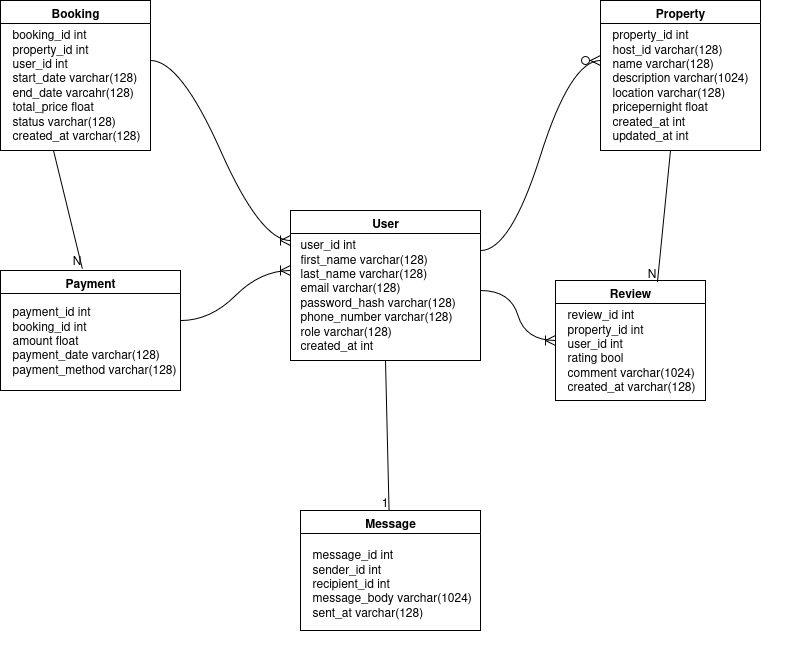 Booking
booking_id int
property_id int
user_id int
start_date varchar(128)
end_date varcahr(128)
total_price float
status varchar(128)
created_at varchar(128)
Property
property_id int
host_id varchar(128)
name varchar(128)
description varchar(1024)
location varchar(128)
pricepernight float
created_at int
updated_at int
User
user_id int
first_name varchar(128)
last_name varchar(128)
email varchar(128)
password_hash varchar(128)
phone_number varchar(128)
role varchar(128)
created_at int
N
Payment
payment_id int
booking_id int
amount float
payment_date varchar(128)
payment_method varchar(128)
N
Review
review_id int
property_id int
user_id int
rating bool
comment varchar(1024)
created_at varchar(128)
1
Message
message_id int
sender_id int
recipient_id int
message_body varchar(1024)
sent_at varchar(128)